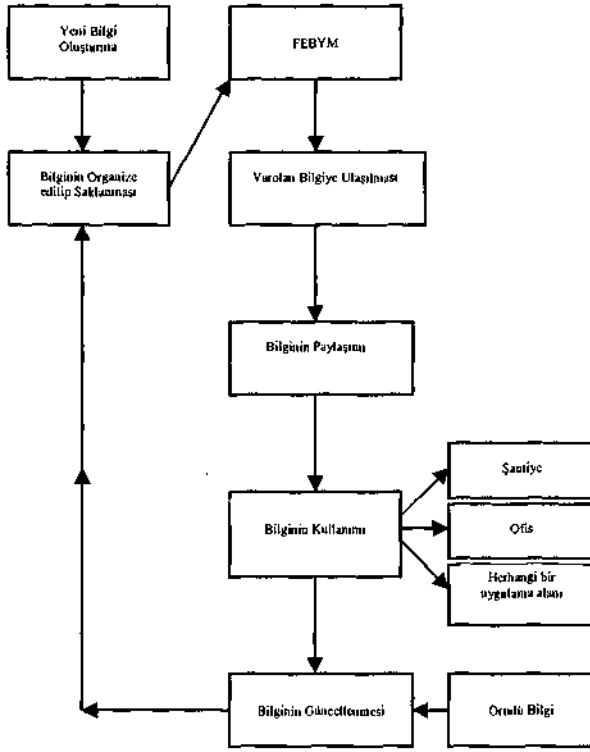 Yeni Bilgi
Oluşturma
FEBYM
Bilginin Organize
edilip Saklanması
Varolan Bilgiye Ulaşılması
Bilginin Paylaşımı
Bilginin Kullanımı
Şantiye
Ofis
Herhangi bir
uygulama alanı
Bilginin Güncellenmesi
Örtülü Bilgi